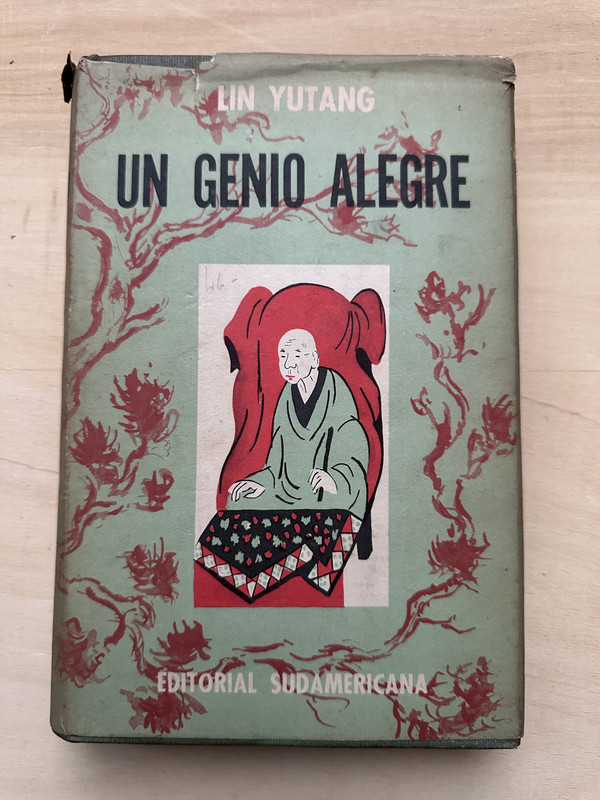 LIN YUTANG
UN GENIO ALEGRE
EDITORIAL SUDAMERICANA